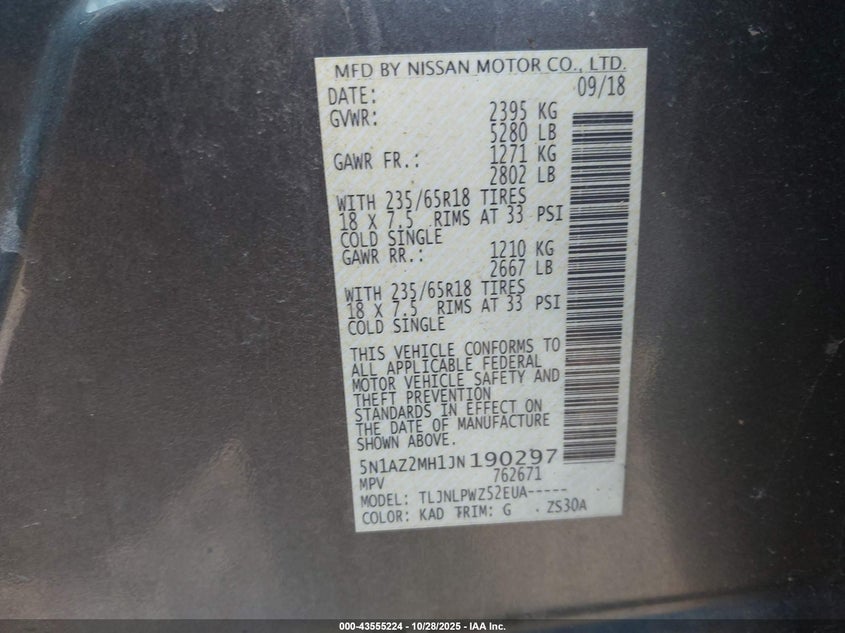 MFD BY NISSAN MOTOR CO., LTD.
DATE: 09/18
GVWR: 2395 KG
5280 LB
GAWR FR.: 1271 KG
2802 LB
WITH 235/65R18 TIRES
18 X 7.5 RIMS AT 33 PSI
COLD SINGLE
GAWR RR.: 1210 KG
2667 LB
WITH 235/65R18 TIRES
18 X 7.5 RIMS AT 33 PSI
COLD SINGLE
THIS VEHICLE CONFORMS TO
ALL APPLICABLE FEDERAL
MOTOR VEHICLE SAFETY AND
THEFT PREVENTION
STANDARDS IN EFFECT ON
THE DATE OF MANUFACTURE
SHOWN ABOVE.
5N1AZ2MH1JN190297
MPV 762671
MODEL: TLJNLPWZ52EUA-----
COLOR: KAD TRIM: G ZS30A
000-43555224 - 10/28/2025 - IAA Inc.